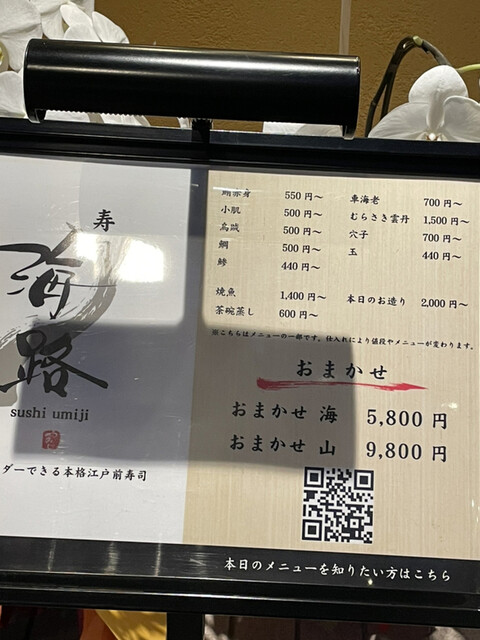 寿司
海路
sushi umiji
ダーできる本格江戸前寿司
鮪赤身 550円～
小肌 500円～
烏賊 500円～
鯛 500円～
鯵 440円～
焼魚 1,400円～
茶碗蒸し 600円～
車海老 700円～
むらさき雲丹 1,500円～
穴子 700円～
玉 440円～
本日のお造り 2,000円～
※こちらはメニューの一部です。仕入れにより値段やメニューが変わります。
おまかせ
おまかせ 海 5,800円
おまかせ 山 9,800円
本日のメニューを知りたい方はこちら